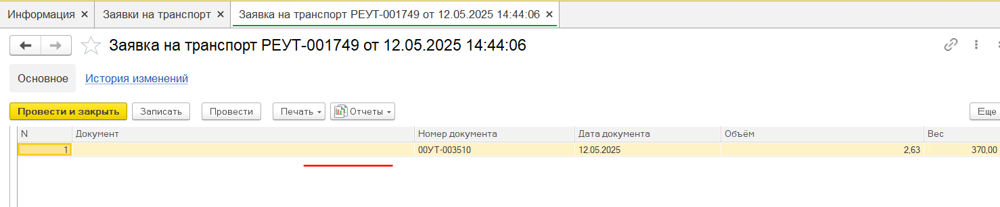 Информация × Заявки на транспорт × Заявка на транспорт РЕУТ-001749 от 12.05.2025 14:44:06 ×
Заявка на транспорт РЕУТ-001749 от 12.05.2025 14:44:06
Основное История изменений
Провести и закрыть Записать Провести Печать Отчеты Еще
N Документ Номер документа Дата документа Объём Вес
1 00УТ-003510 12.05.2025 2,63 370,00